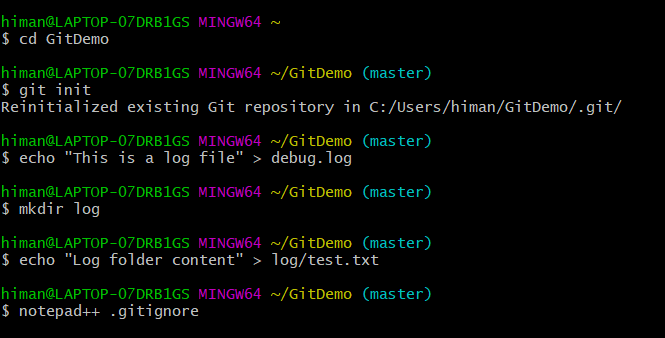 himan@LAPTOP-07DRB1GS MINGW64 ~
$ cd GitDemo
himan@LAPTOP-07DRB1GS MINGW64 ~/GitDemo (master)
$ git init
Reinitialized existing Git repository in C:/Users/himan/GitDemo/.git/
himan@LAPTOP-07DRB1GS MINGW64 ~/GitDemo (master)
$ echo "This is a log file" > debug.log
himan@LAPTOP-07DRB1GS MINGW64 ~/GitDemo (master)
$ mkdir log
himan@LAPTOP-07DRB1GS MINGW64 ~/GitDemo (master)
$ echo "Log folder content" > log/test.txt
himan@LAPTOP-07DRB1GS MINGW64 ~/GitDemo (master)
$ notepad++ .gitignore